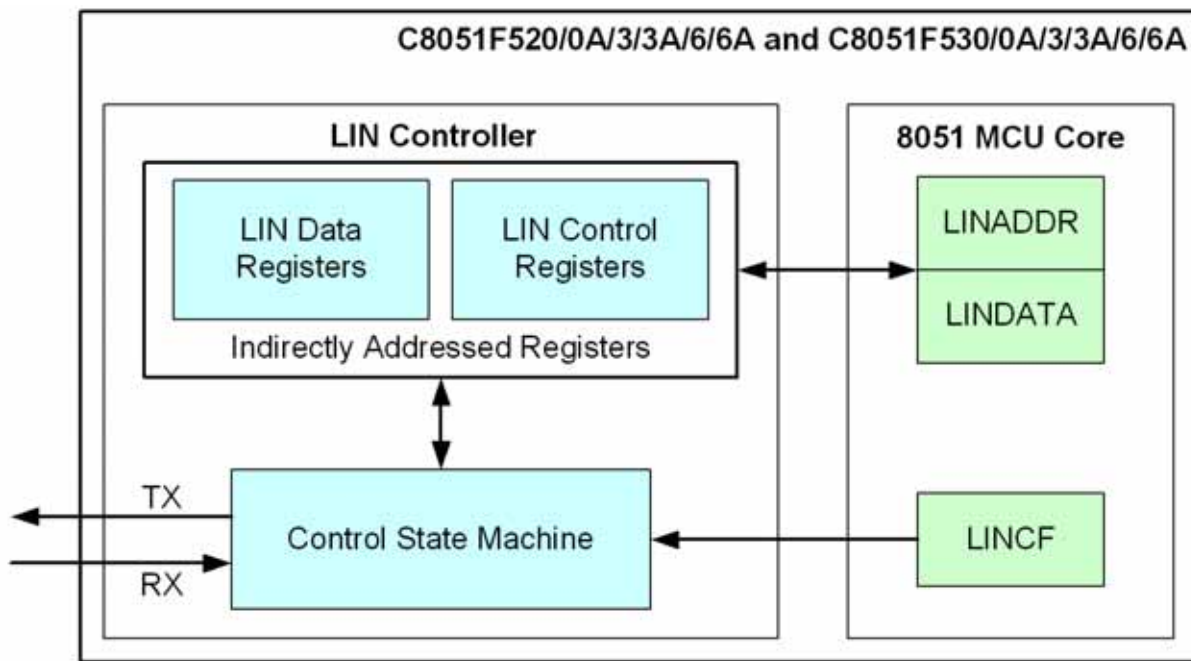 C8051F520/0A/3/3A/6/6A and C8051F530/0A/3/3A/6/6A
LIN Controller
8051 MCU Core
LIN Data
Registers
LIN Control
Registers
Indirectly Addressed Registers
LINADDR
LINDATA
TX
RX
Control State Machine
LINCF